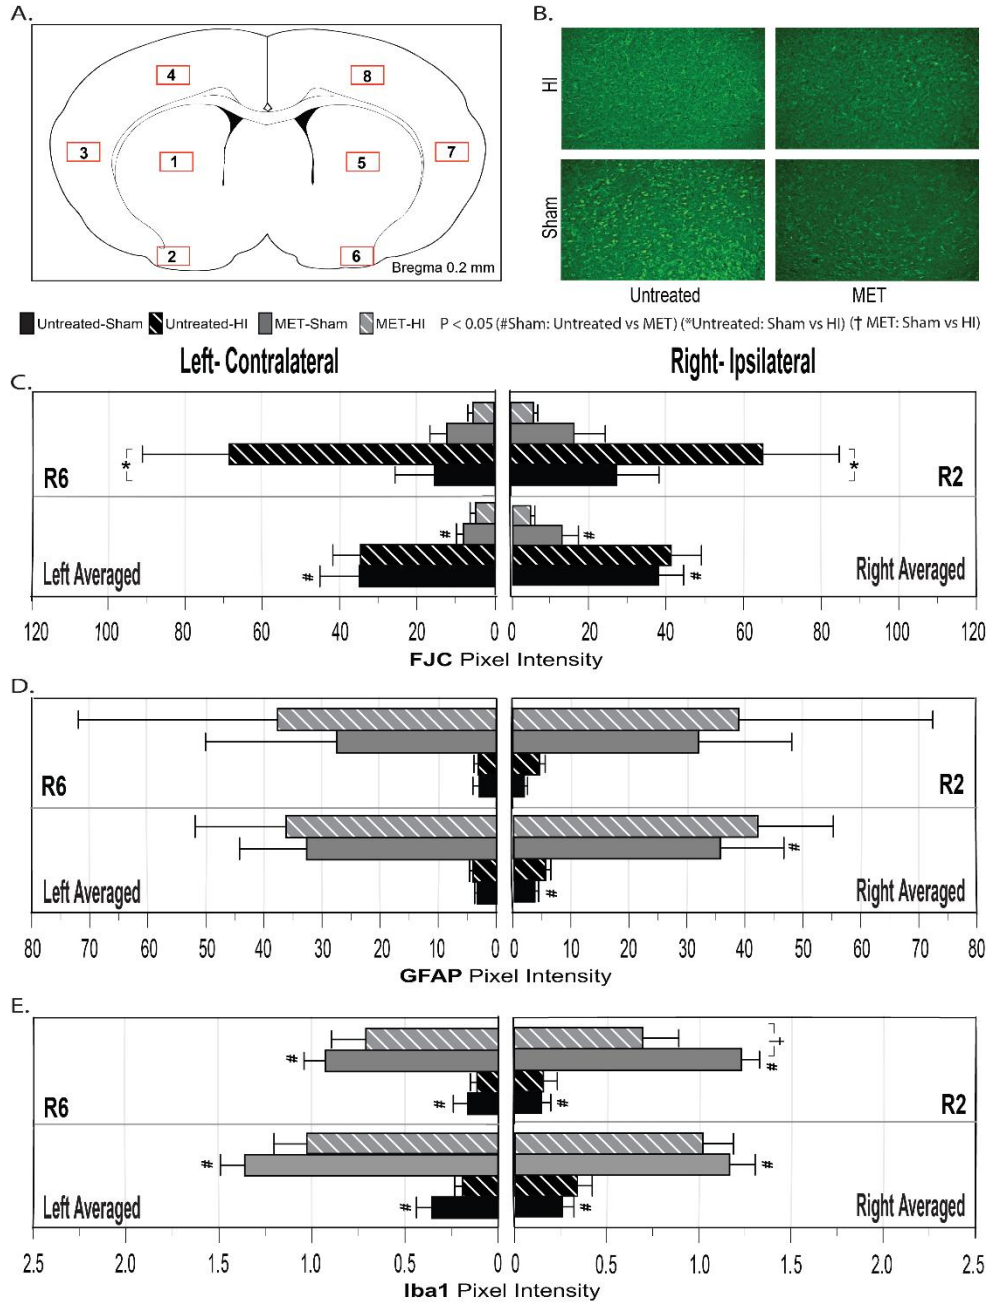 A.
4
8
3
7
1
5
2
6
Bregma 0.2 mm
B.
HI
Sham
Untreated
MET
Untreated-Sham Untreated-HI MET-Sham MET-HI P < 0.05 (#Sham: Untreated vs MET) (*Untreated: Sham vs HI) († MET: Sham vs HI)
Left- Contralateral
Right- Ipsilateral
C.
R6
*
*
R2
# #
Left Averaged # # Right Averaged
120 100 80 60 40 20 0 0 20 40 60 80 100 120
FJC Pixel Intensity
D.
R6
R2
#
Left Averaged # Right Averaged
80 70 60 50 40 30 20 10 0 0 10 20 30 40 50 60 70 80
GFAP Pixel Intensity
E.
†
# #
R6 # # R2
# #
Left Averaged # # Right Averaged
2.5 2.0 1.5 1.0 0.5 0 0 0.5 1.0 1.5 2.0 2.5
Iba1 Pixel Intensity